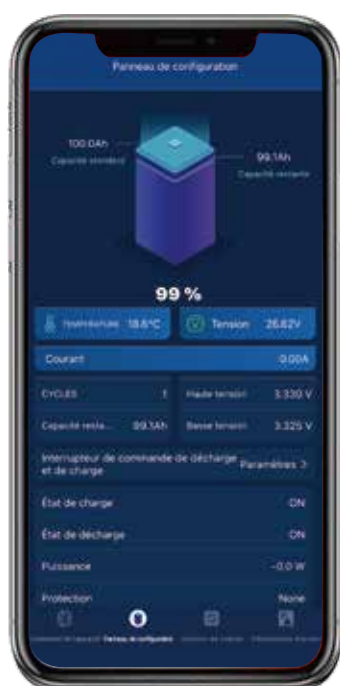 Panneau de configuration
100.0Ah
Capacité standard
99.1Ah
Capacité restante
99 %
Température 18.6°C
Tension 26.62V
Courant 0.00A
CYCLES 1
Haute tension 3.330 V
Capacité resta... 99.1Ah
Basse tension 3.325 V
Interrupteur de commande de décharge
et de charge
Paramètres >
État de charge ON
État de décharge ON
Puissance -0.0 W
Protection None
Panneau de configuration